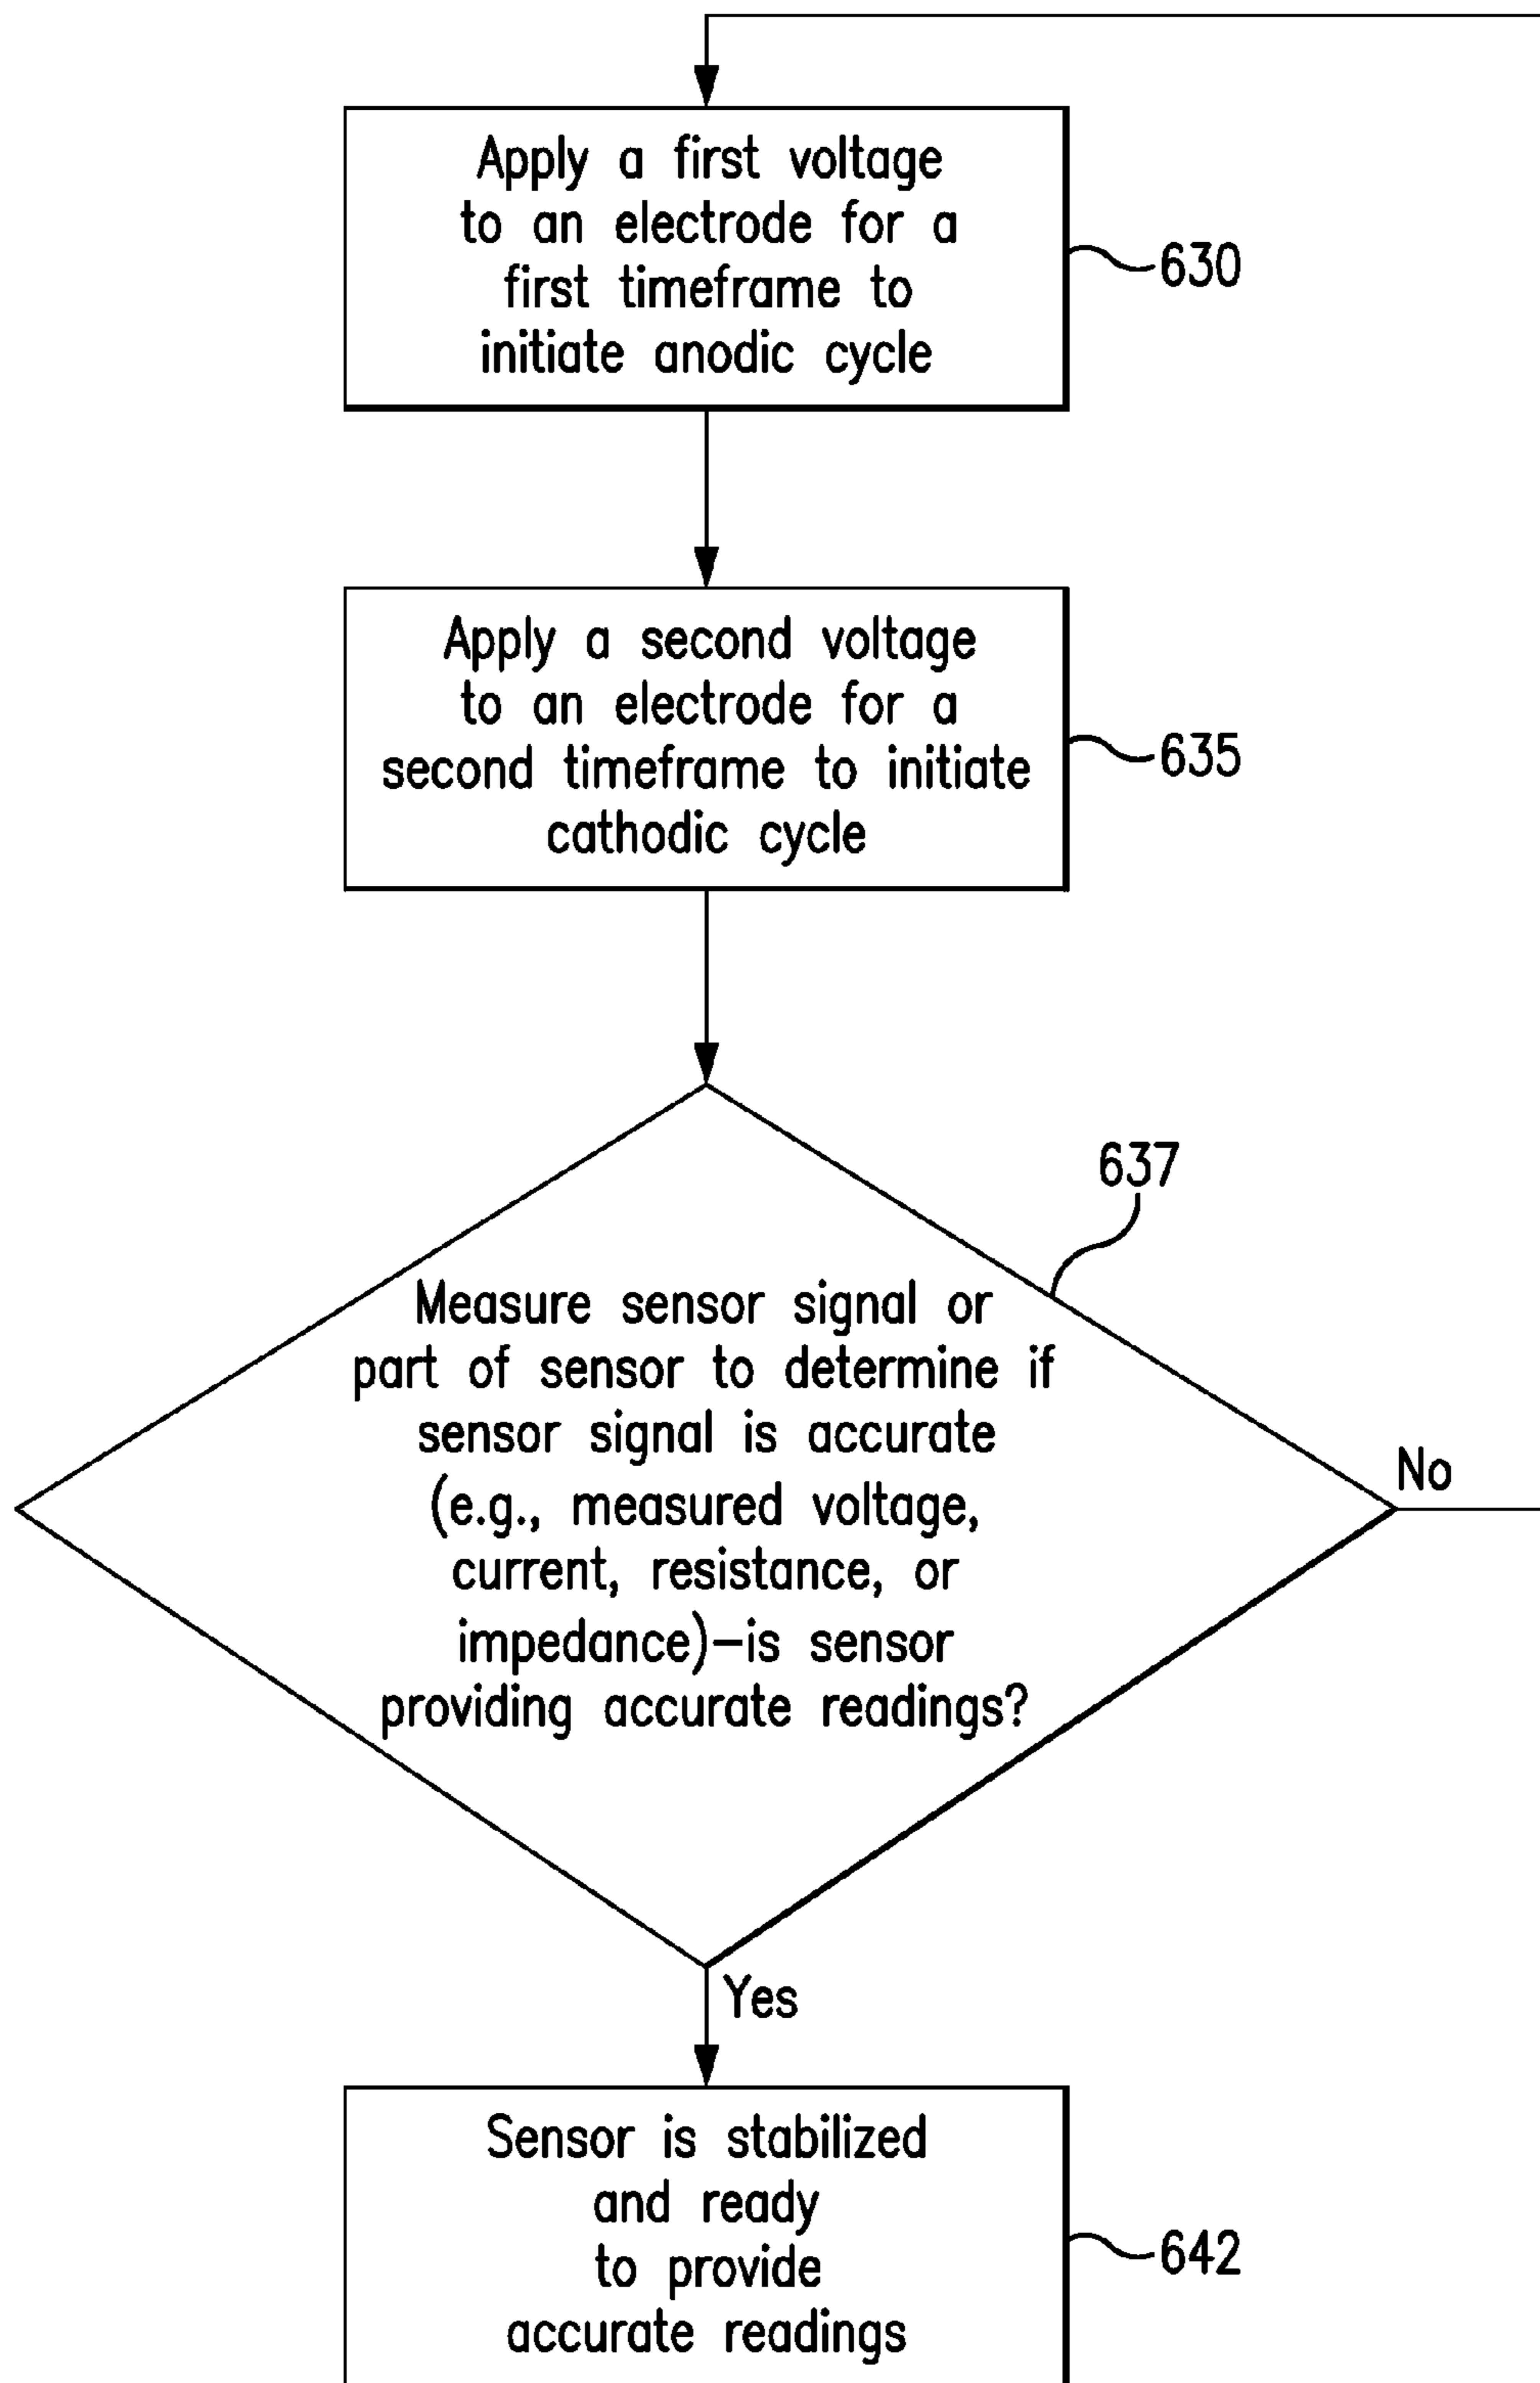 Apply a first voltage
to an electrode for a
first timeframe to
initiate anodic cycle
630
Apply a second voltage
to an electrode for a
second timeframe to initiate
cathodic cycle
635
637
Measure sensor signal or
part of sensor to determine if
sensor signal is accurate
(e.g., measured voltage,
current, resistance, or
impedance)–is sensor
providing accurate readings?
No
Yes
Sensor is stabilized
and ready
to provide
accurate readings
642